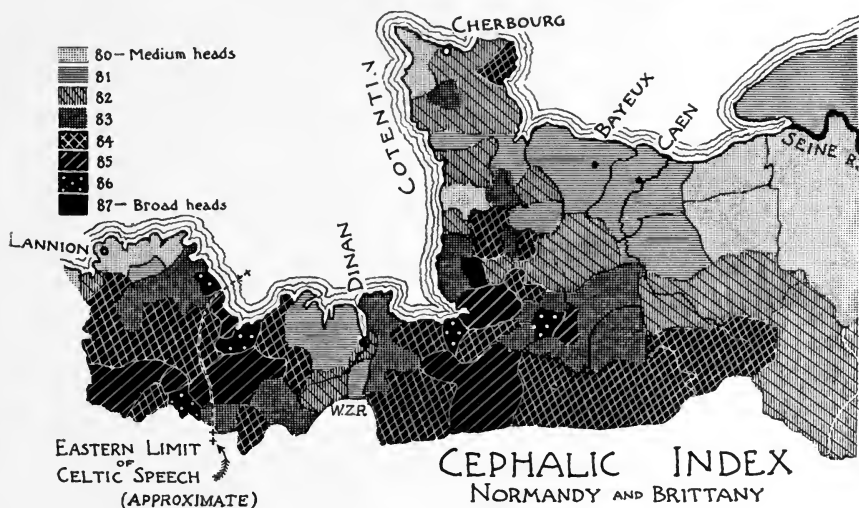 80 – Medium heads
81
82
83
84
85
86
87 – Broad heads
CHERBOURG
COTENTIN
BAYEUX
CAEN
SEINE R.
LANNION
DINAN
W.Z.R.
EASTERN LIMIT
OF
CELTIC SPEECH
(APPROXIMATE)
CEPHALIC INDEX
NORMANDY AND BRITTANY